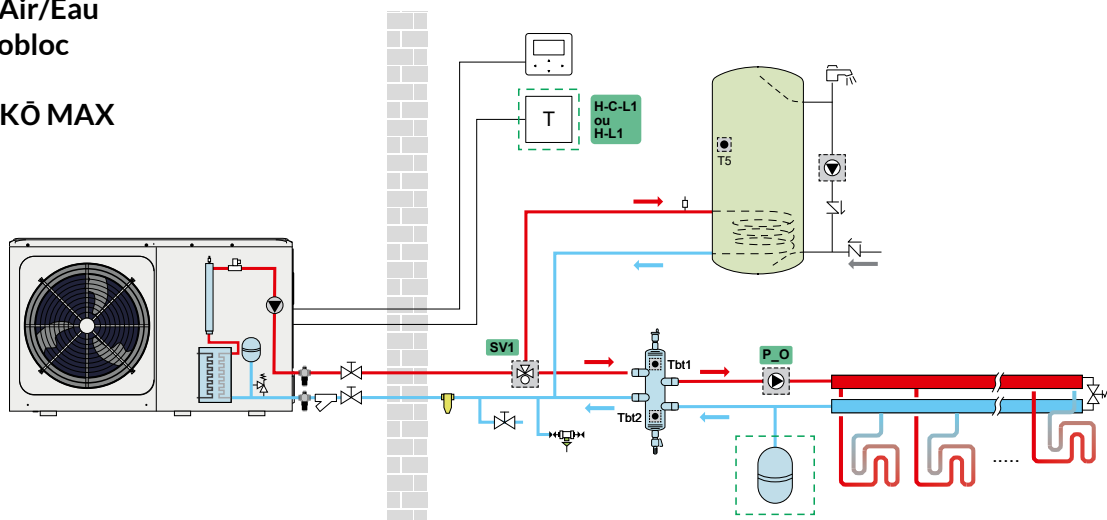 Air/Eau
obloc
KŌ MAX
T
H-C-L1
ou
H-L1
T5
SV1
Tbt1
P_O
M
Tbt2
.....